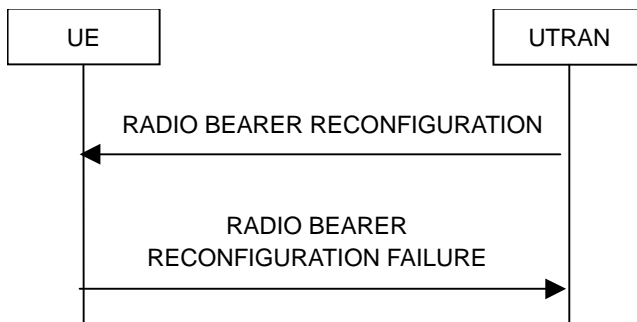 UE
UTRAN
RADIO BEARER RECONFIGURATION
RADIO BEARER
RECONFIGURATION FAILURE